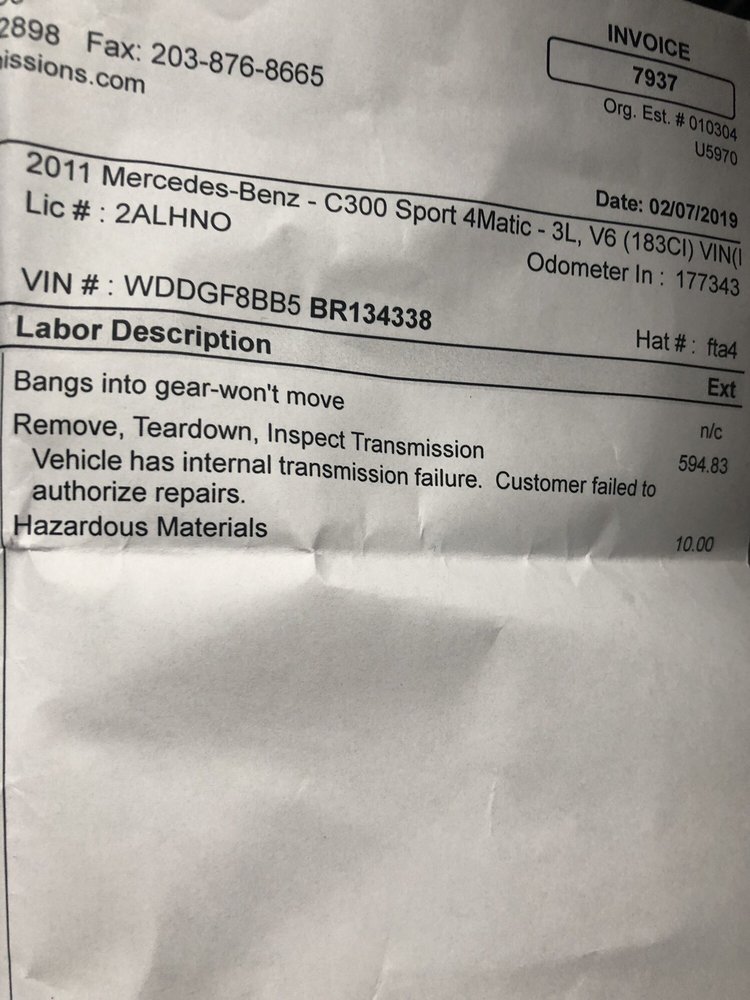 2898 Fax: 203-876-8665
issions.com
INVOICE
7937
Org. Est. # 010304
U5970
Date: 02/07/2019
2011 Mercedes-Benz - C300 Sport 4Matic - 3L, V6 (183CI) VIN(
Lic # : 2ALHNO
Odometer In : 177343
VIN # : WDDGF8BB5 BR134338
Hat # : fta4
Labor Description
Ext
Bangs into gear-won't move
n/c
Remove, Teardown, Inspect Transmission
594.83
Vehicle has internal transmission failure. Customer failed to
authorize repairs.
Hazardous Materials
10.00